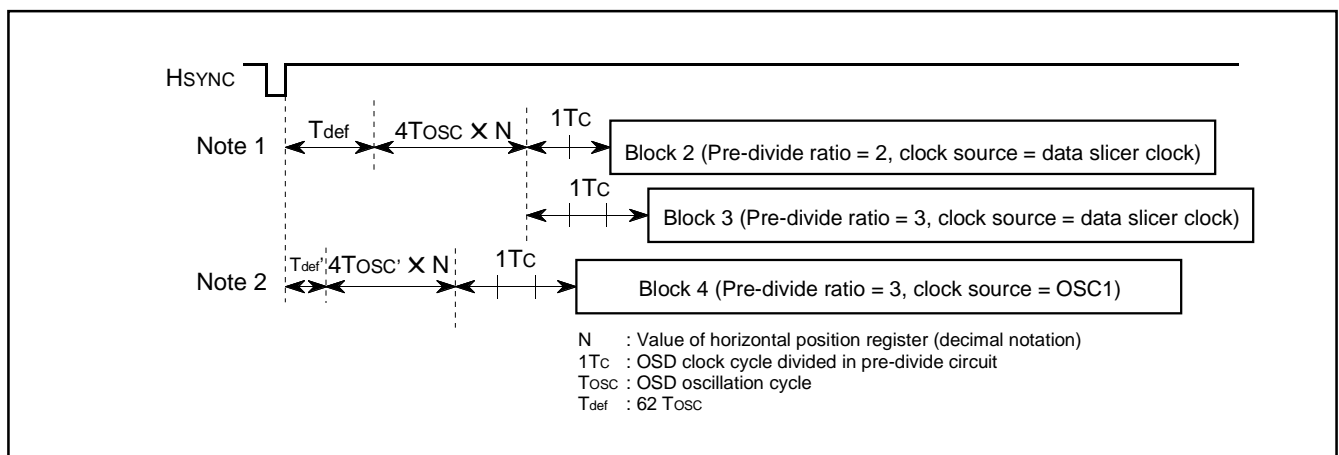 HSYNC
1TC
Tdef
4TOSC X N
Note 1
Block 2 (Pre-divide ratio = 2, clock source = data slicer clock)
1TC
Block 3 (Pre-divide ratio = 3, clock source = data slicer clock)
Tdef' 4TOSC' X N
1TC
Note 2
Block 4 (Pre-divide ratio = 3, clock source = OSC1)
N : Value of horizontal position register (decimal notation)
1TC : OSD clock cycle divided in pre-divide circuit
TOSC : OSD oscillation cycle
Tdef : 62 TOSC